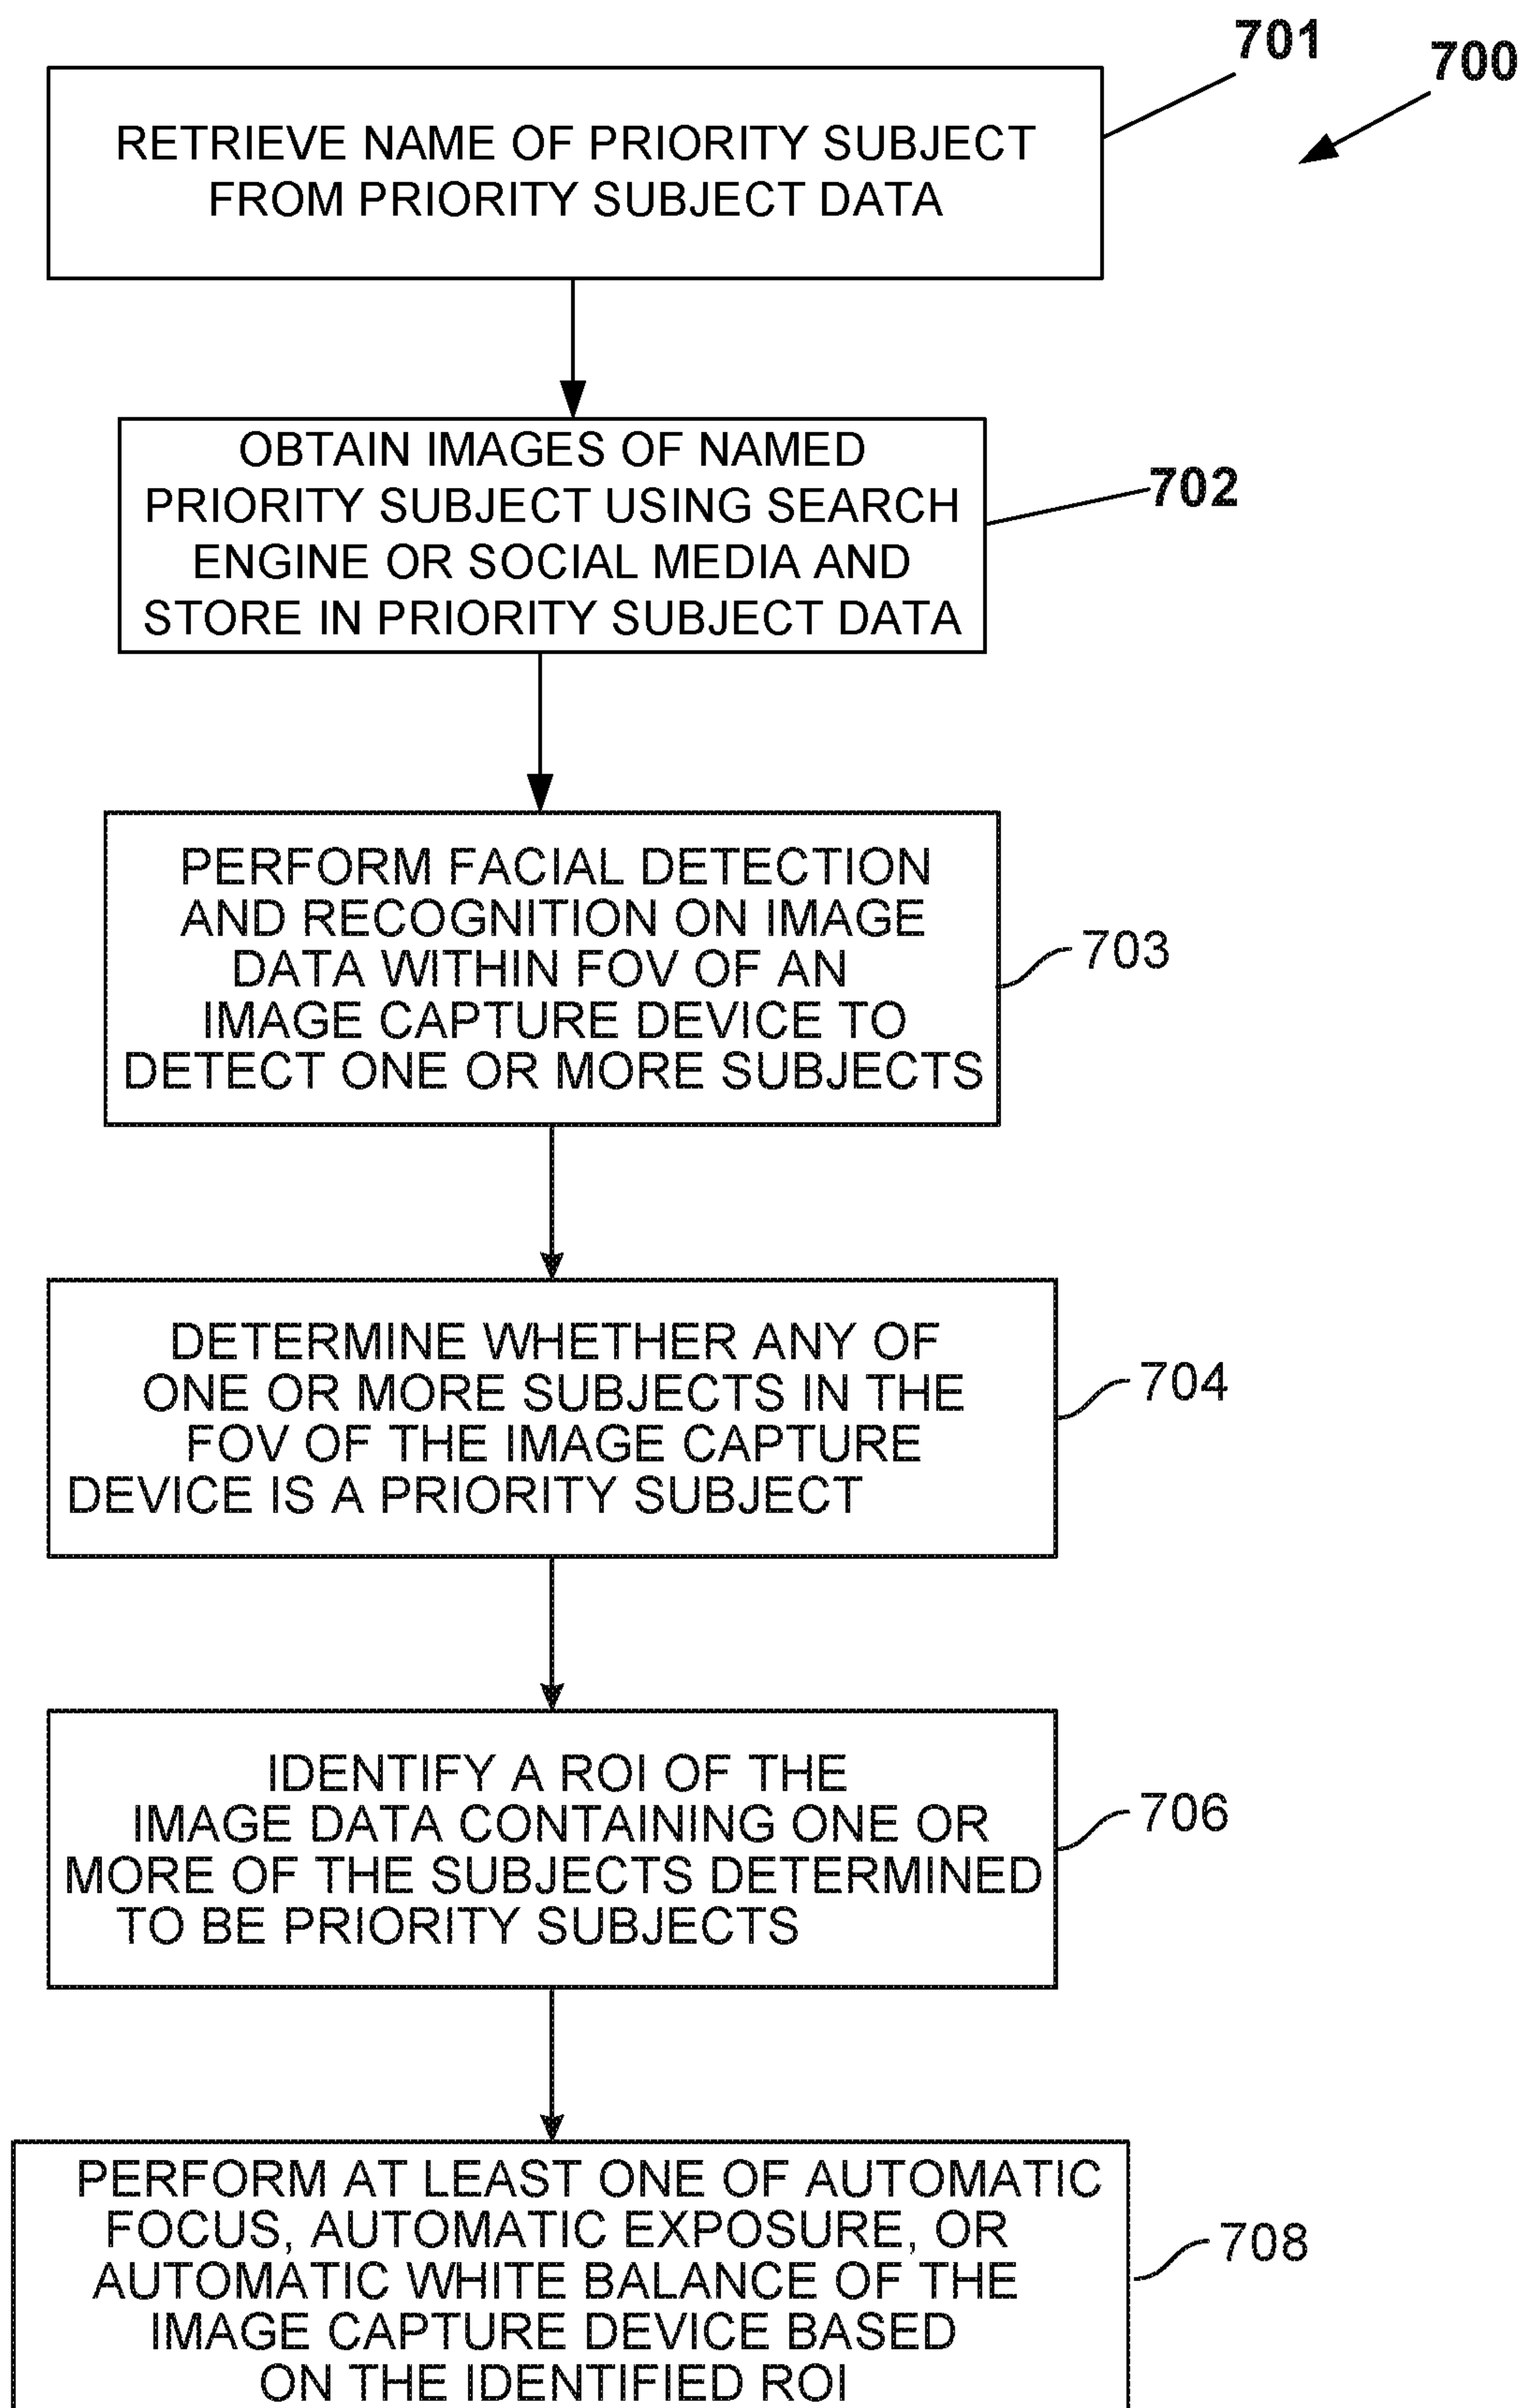 701
700
RETRIEVE NAME OF PRIORITY SUBJECT
FROM PRIORITY SUBJECT DATA
OBTAIN IMAGES OF NAMED
PRIORITY SUBJECT USING SEARCH
ENGINE OR SOCIAL MEDIA AND
STORE IN PRIORITY SUBJECT DATA
702
PERFORM FACIAL DETECTION
AND RECOGNITION ON IMAGE
DATA WITHIN FOV OF AN
IMAGE CAPTURE DEVICE TO
DETECT ONE OR MORE SUBJECTS
703
DETERMINE WHETHER ANY OF
ONE OR MORE SUBJECTS IN THE
FOV OF THE IMAGE CAPTURE
DEVICE IS A PRIORITY SUBJECT
704
IDENTIFY A ROI OF THE
IMAGE DATA CONTAINING ONE OR
MORE OF THE SUBJECTS DETERMINED
TO BE PRIORITY SUBJECTS
706
PERFORM AT LEAST ONE OF AUTOMATIC
FOCUS, AUTOMATIC EXPOSURE, OR
AUTOMATIC WHITE BALANCE OF THE
IMAGE CAPTURE DEVICE BASED
ON THE IDENTIFIED ROI
708